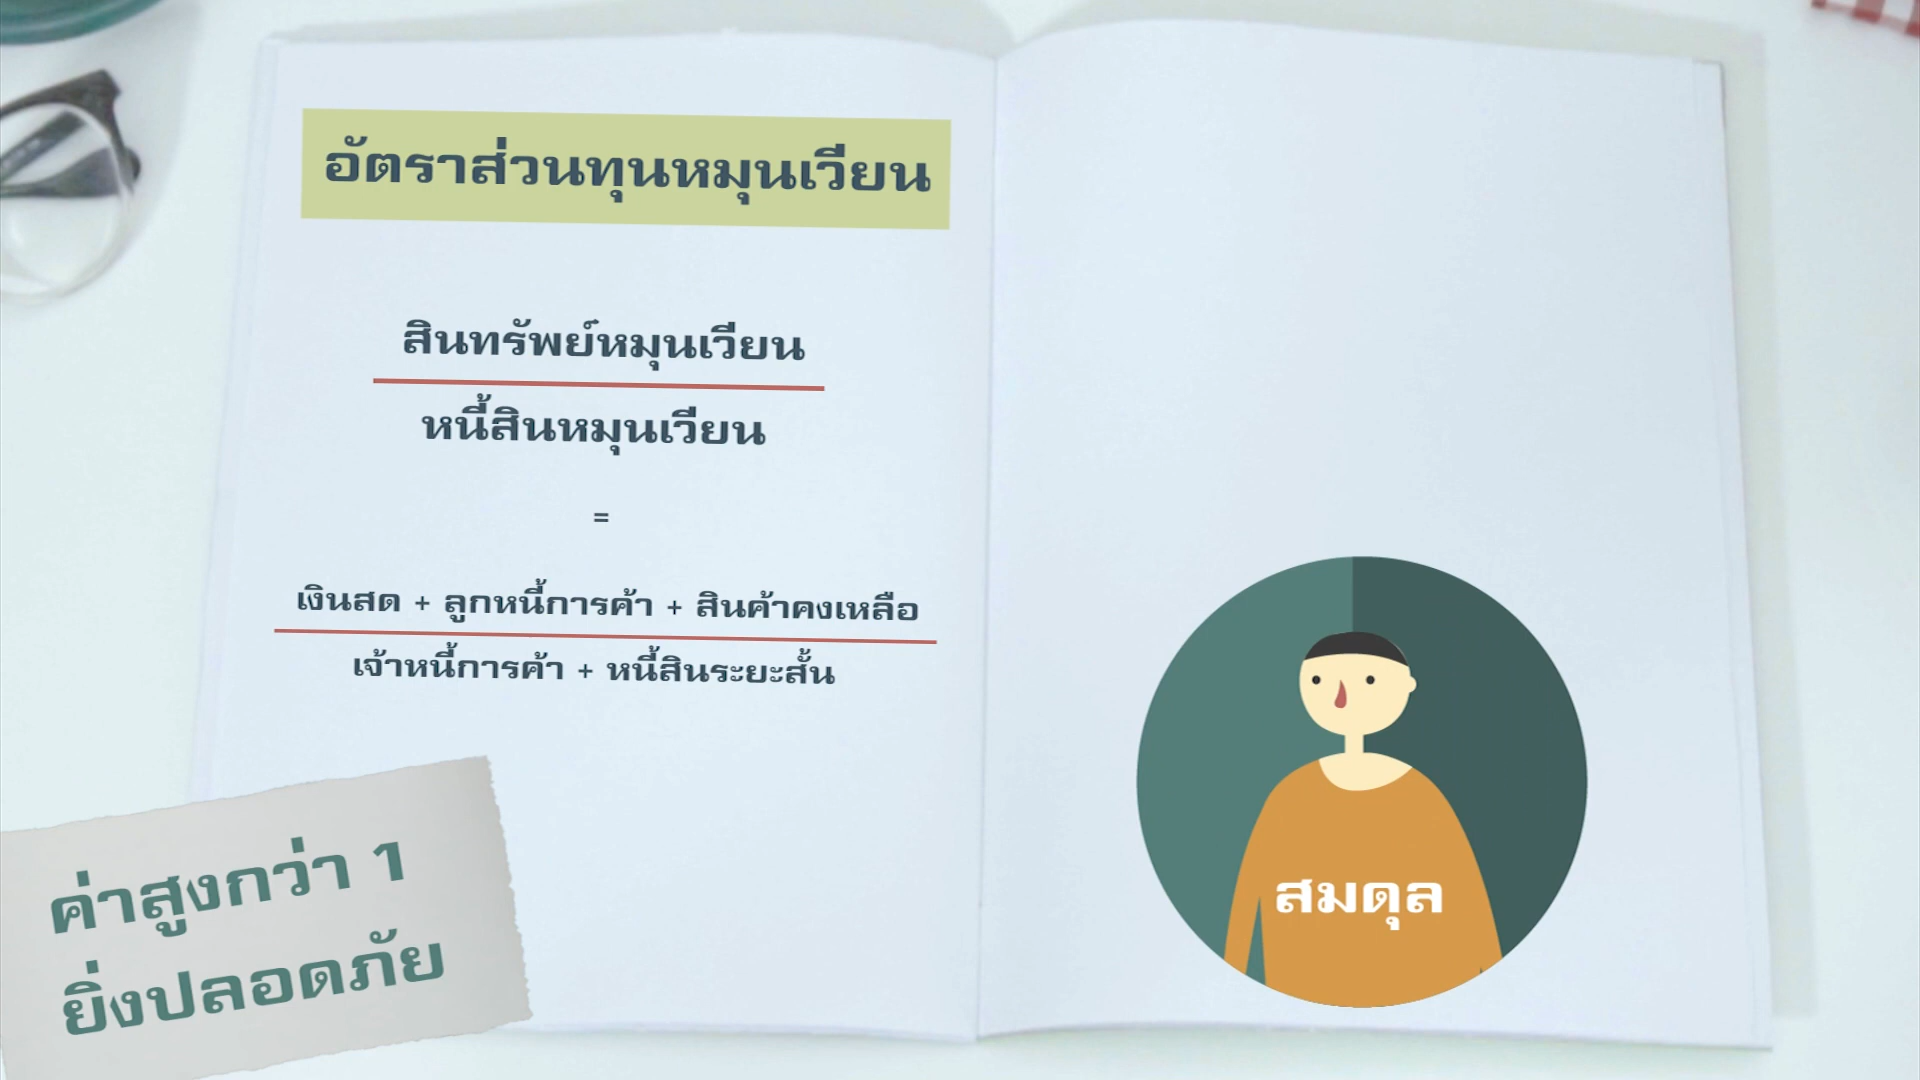 อัตราส่วนทุนหมุนเวียน
สินทรัพย์หมุนเวียน
หนี้สินหมุนเวียน
=
เงินสด + ลูกหนี้การค้า + สินค้าคงเหลือ
เจ้าหนี้การค้า + หนี้สินระยะสั้น
ค่าสูงกว่า 1
ยิ่งปลอดภัย
สมดุล